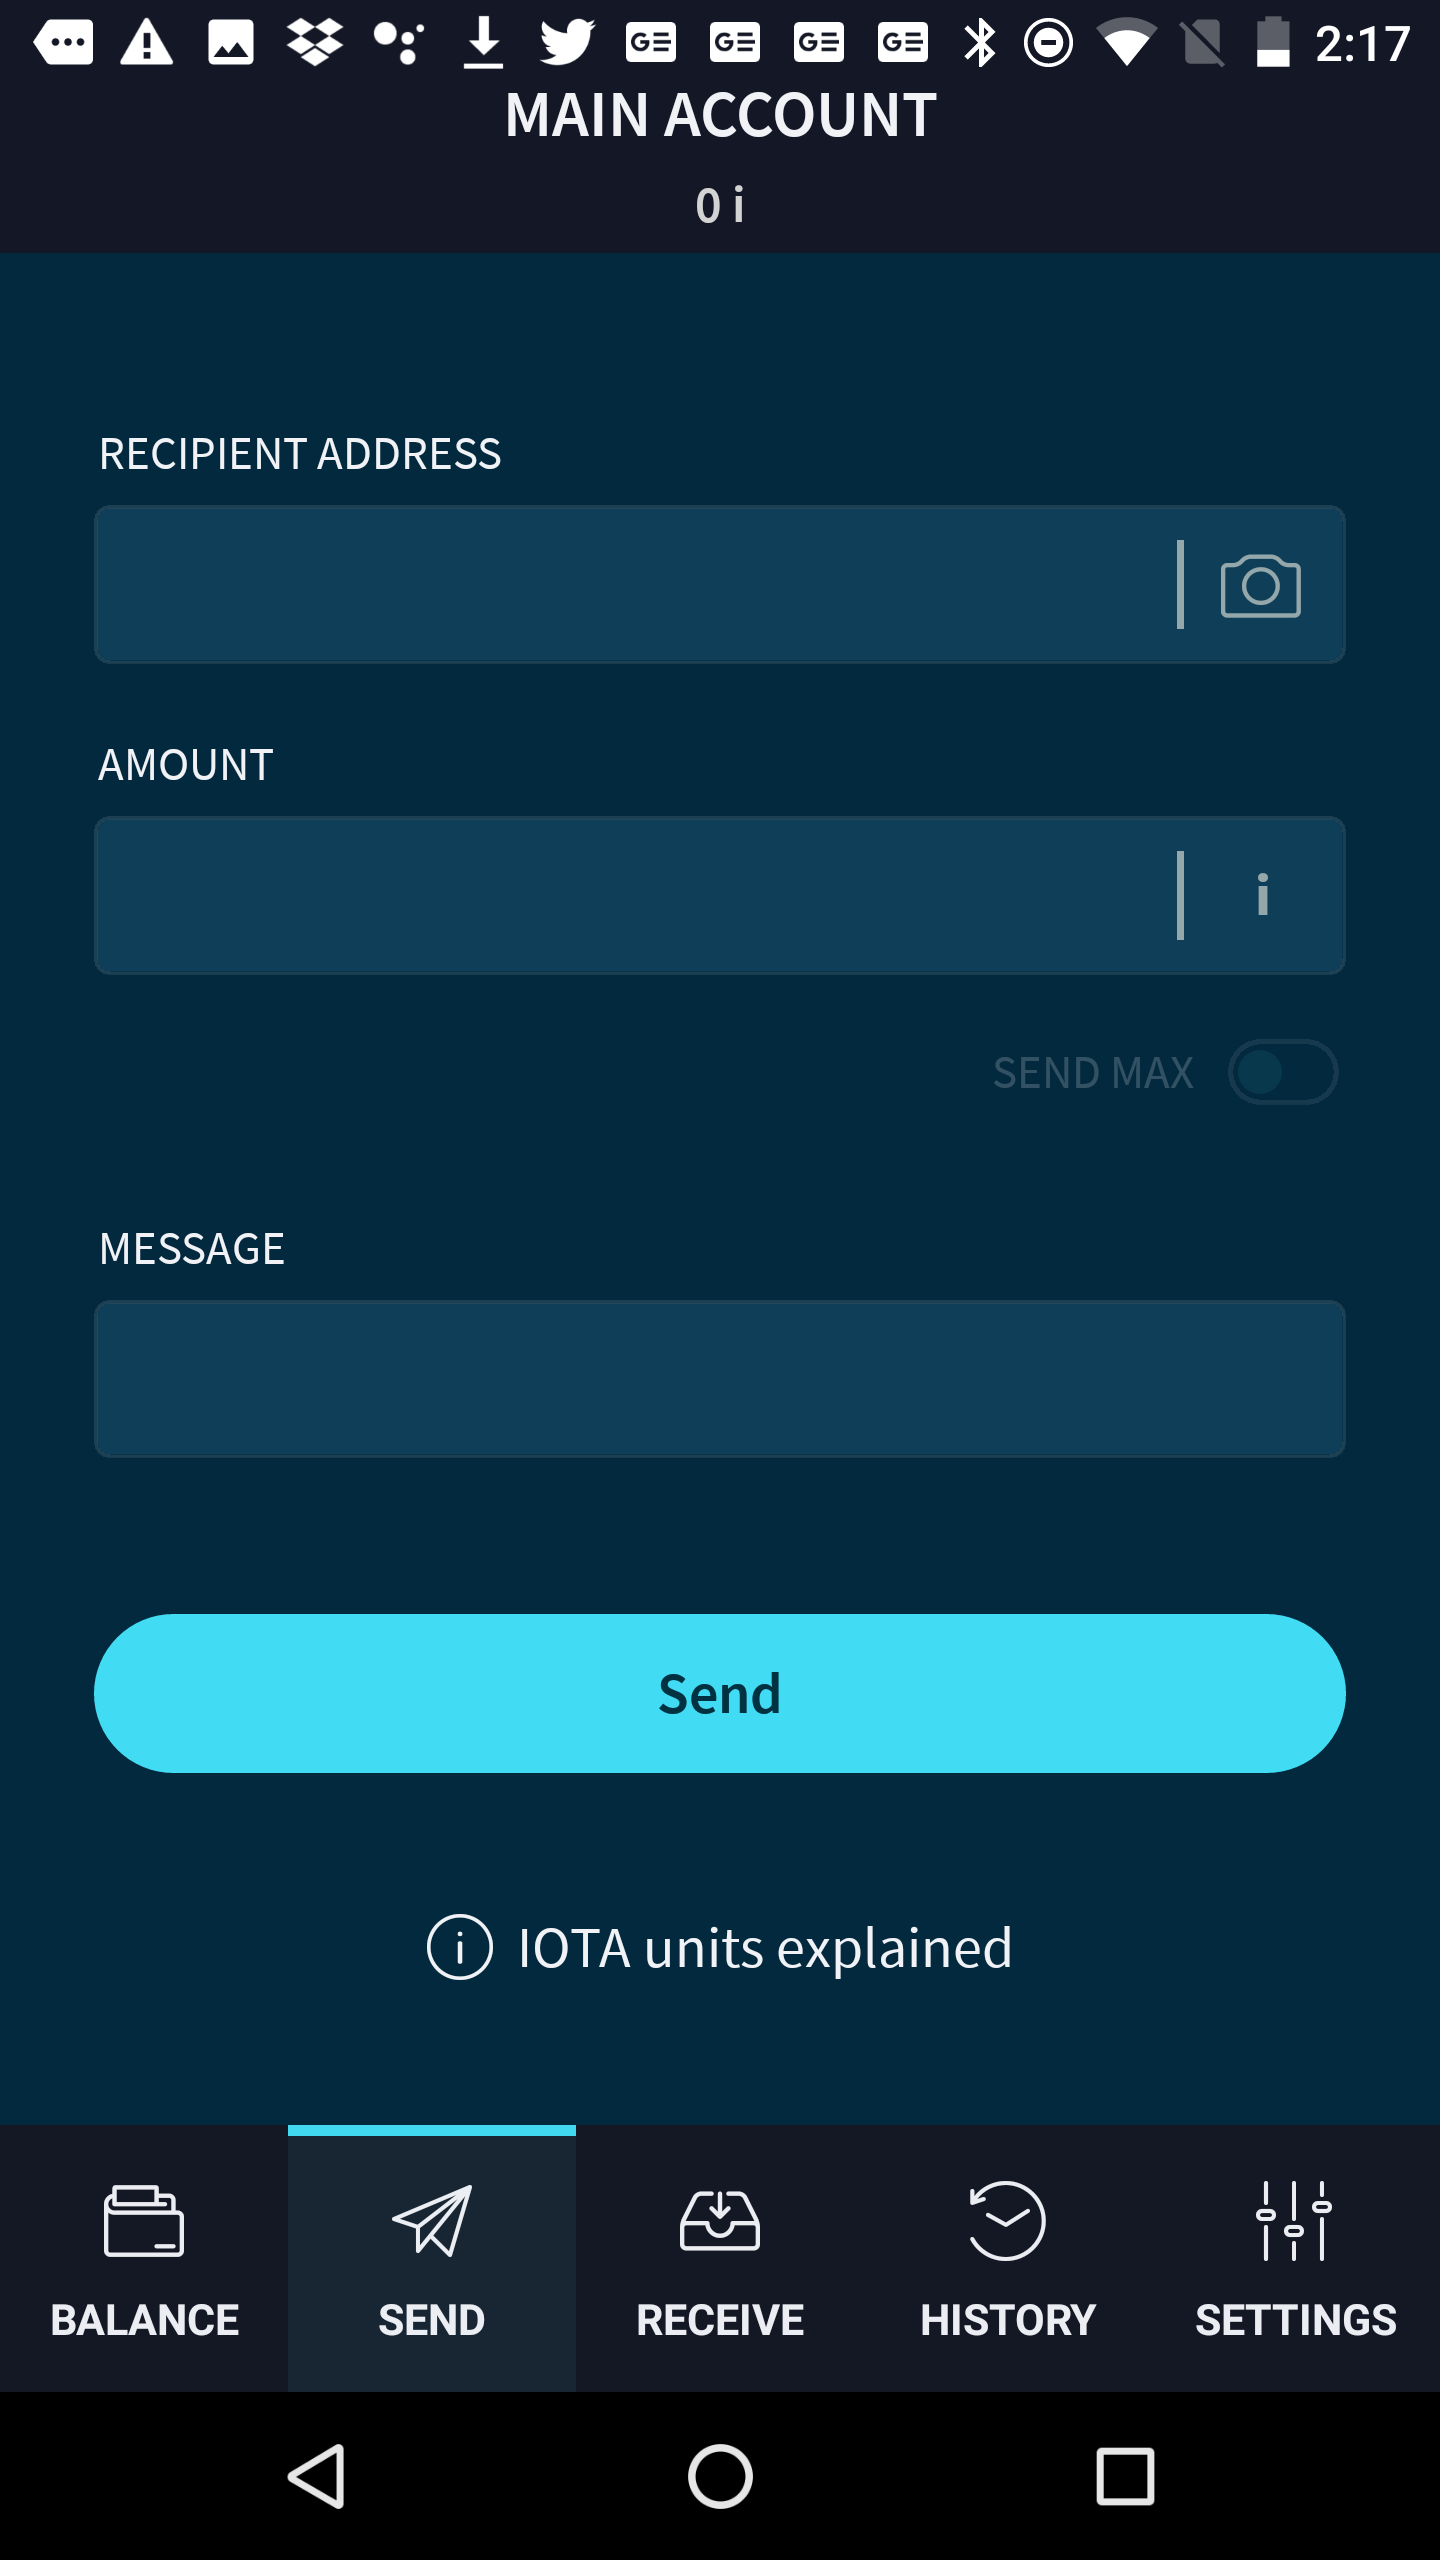 2:17
MAIN ACCOUNT
0 i
RECIPIENT ADDRESS
AMOUNT
i
SEND MAX
MESSAGE
Send
IOTA units explained
BALANCE SEND RECEIVE HISTORY SETTINGS